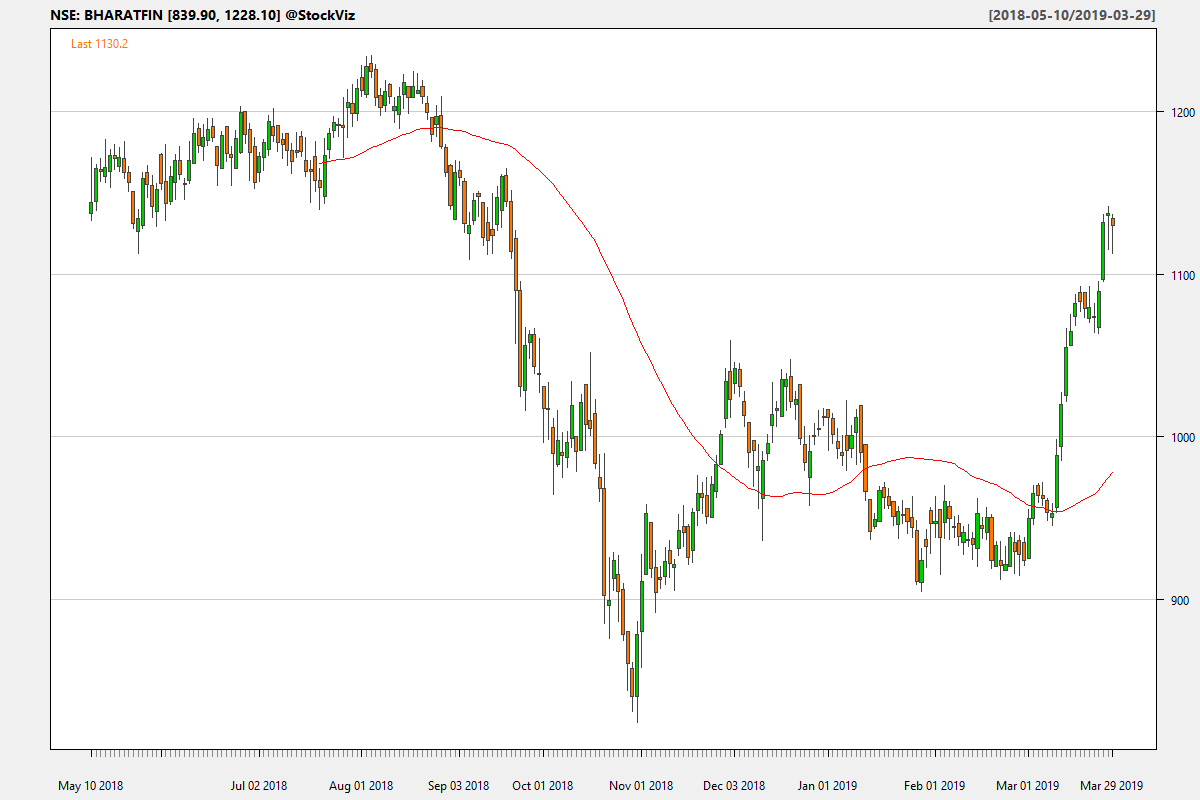 NSE: BHARATFIN [839.90, 1228.10] @StockViz [2018-05-10/2019-03-29]
Last 1130.2
1200
1100
1000
900
May 10 2018 Jul 02 2018 Aug 01 2018 Sep 03 2018 Oct 01 2018 Nov 01 2018 Dec 03 2018 Jan 01 2019 Feb 01 2019 Mar 01 2019 Mar 29 2019